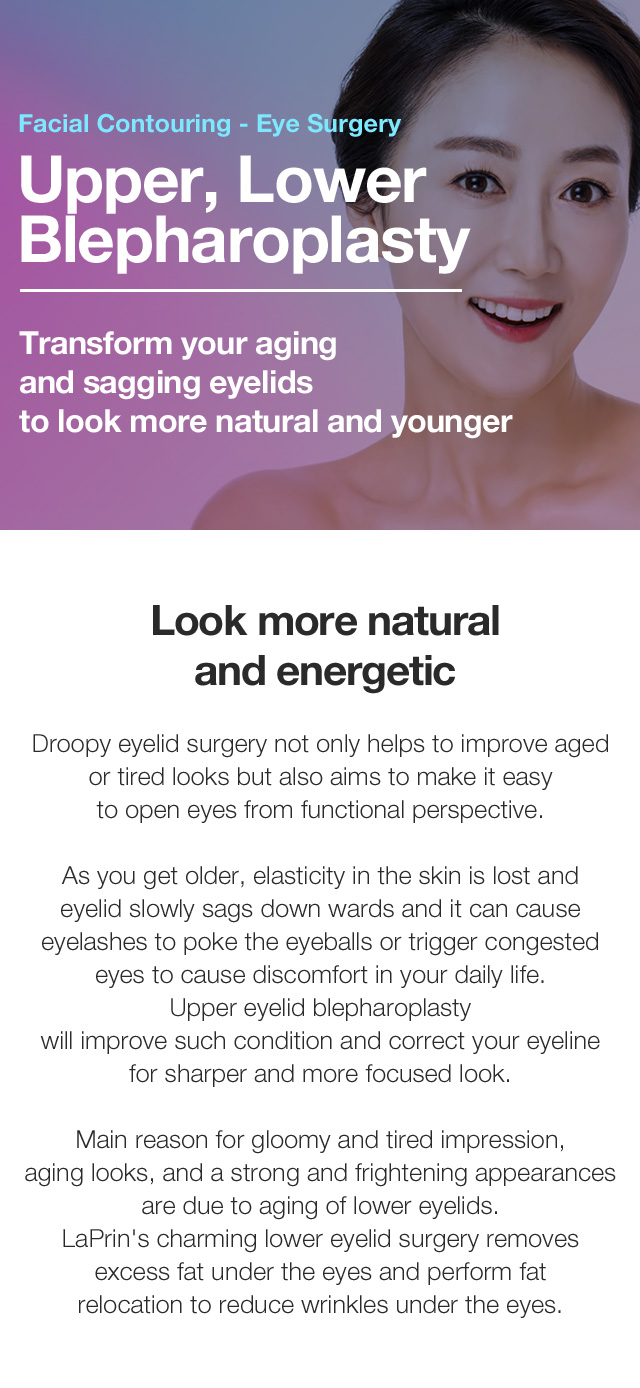 Facial Contouring - Eye Surgery
Upper, Lower
Blepharoplasty
Transform your aging
and sagging eyelids
to look more natural and younger
Look more natural
and energetic
Droopy eyelid surgery not only helps to improve aged
or tired looks but also aims to make it easy
to open eyes from functional perspective.
As you get older, elasticity in the skin is lost and
eyelid slowly sags down wards and it can cause
eyelashes to poke the eyeballs or trigger congested
eyes to cause discomfort in your daily life.
Upper eyelid blepharoplasty
will improve such condition and correct your eyeline
for sharper and more focused look.
Main reason for gloomy and tired impression,
aging looks, and a strong and frightening appearances
are due to aging of lower eyelids.
LaPrin's charming lower eyelid surgery removes
excess fat under the eyes and perform fat
relocation to reduce wrinkles under the eyes.